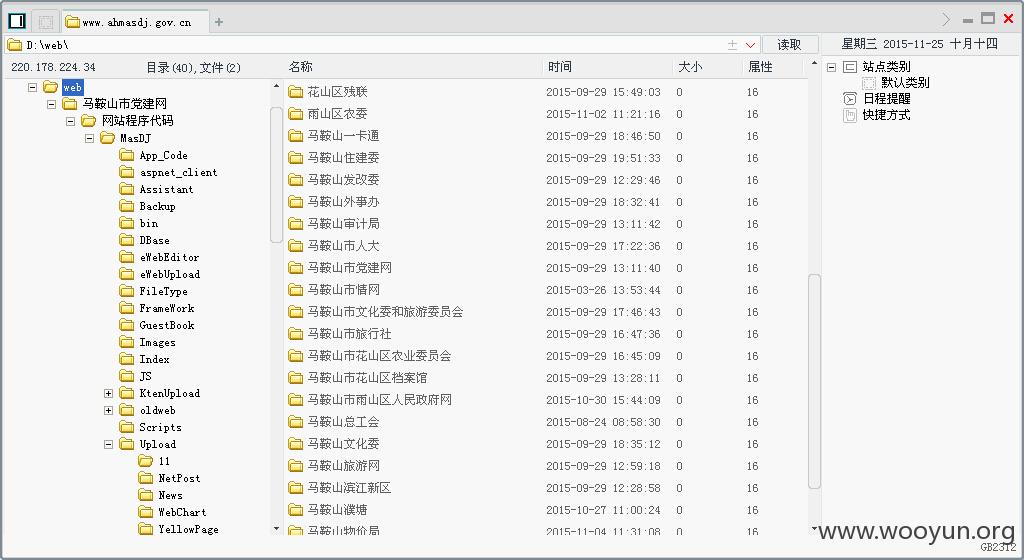 www.ahmasdj.gov.cn
D:\web\
读取
星期三 2015-11-25 十月十四
220.178.224.34
目录(40),文件(2)
名称 时间 大小 属性
web
马鞍山市党建网
网站程序代码
MasDJ
App_Code
aspnet_client
Assistant
Backup
bin
DBase
eWebEditor
eWebUpload
FileType
FrameWork
GuestBook
Images
Index
JS
KtenUpload
oldweb
Scripts
Upload
11
NetPost
News
WebChart
YellowPage
花山区残联 2015-09-29 15:49:03 0 16
雨山区农委 2015-11-02 11:21:16 0 16
马鞍山一卡通 2015-09-29 18:46:50 0 16
马鞍山住建委 2015-09-29 19:51:33 0 16
马鞍山发改委 2015-09-29 12:29:46 0 16
马鞍山外事办 2015-09-29 18:32:41 0 16
马鞍山审计局 2015-09-29 13:11:42 0 16
马鞍山市人大 2015-09-29 17:22:36 0 16
马鞍山市党建网 2015-09-29 13:11:40 0 16
马鞍山市情网 2015-03-26 13:53:44 0 16
马鞍山市文化委和旅游委员会 2015-09-29 17:46:43 0 16
马鞍山市旅行社 2015-09-29 16:47:36 0 16
马鞍山市花山区农业委员会 2015-09-29 16:45:09 0 16
马鞍山市花山区档案馆 2015-09-29 13:28:11 0 16
马鞍山市雨山区人民政府网 2015-10-30 15:44:09 0 16
马鞍山总工会 2015-08-24 08:58:30 0 16
马鞍山文化委 2015-09-29 18:35:12 0 16
马鞍山旅游网 2015-09-29 12:59:18 0 16
马鞍山滨江新区 2015-09-29 12:28:58 0 16
马鞍山濮塘 2015-10-27 11:00:24 0 16
马鞍山物价局 2015-11-04 11:31:08 0 16
站点类别
默认类别
日程提醒
快捷方式
www.wooyun.org
GB2312